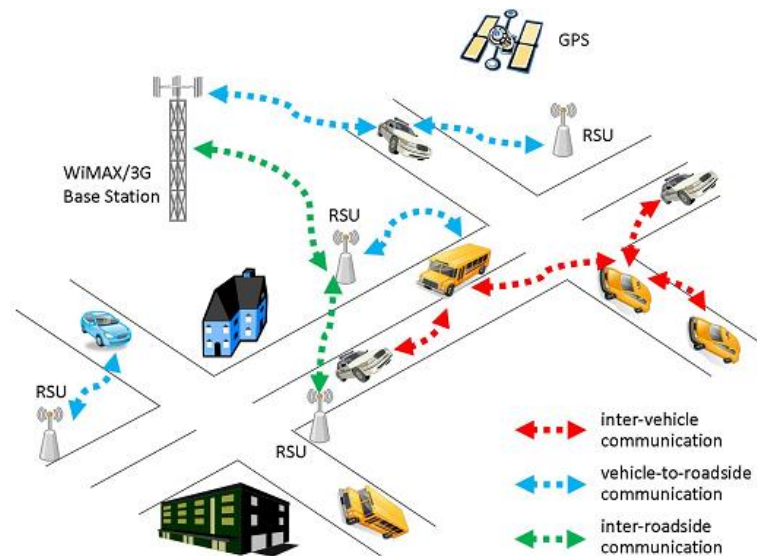 GPS
RSU
WiMAX/3G
Base Station
RSU
RSU
RSU
inter-vehicle
communication
vehicle-to-roadside
communication
inter-roadside
communication